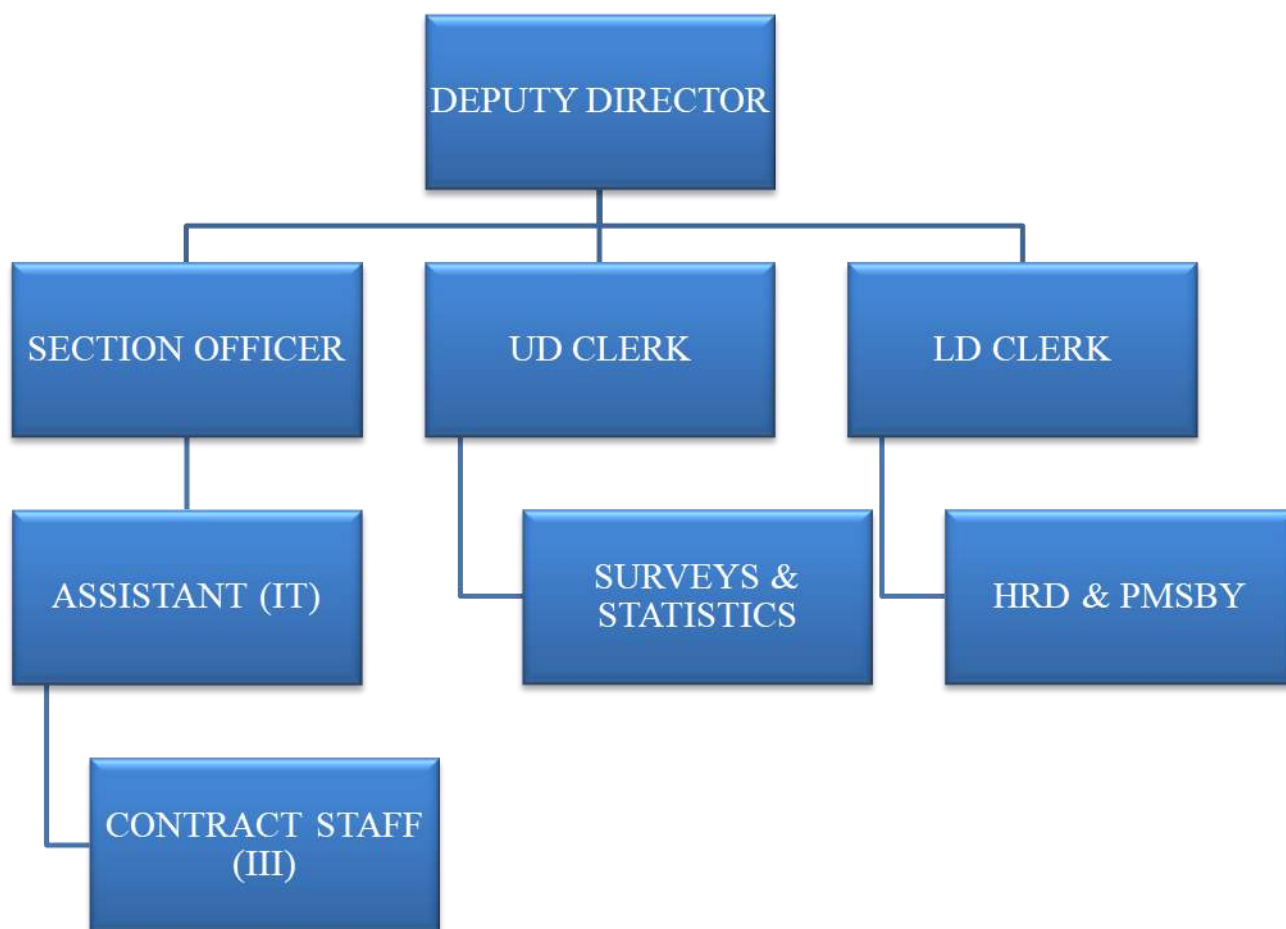 DEPUTY DIRECTOR
SECTION OFFICER
UD CLERK
LD CLERK
ASSISTANT (IT)
SURVEYS &
STATISTICS
HRD & PMSBY
CONTRACT STAFF
(III)